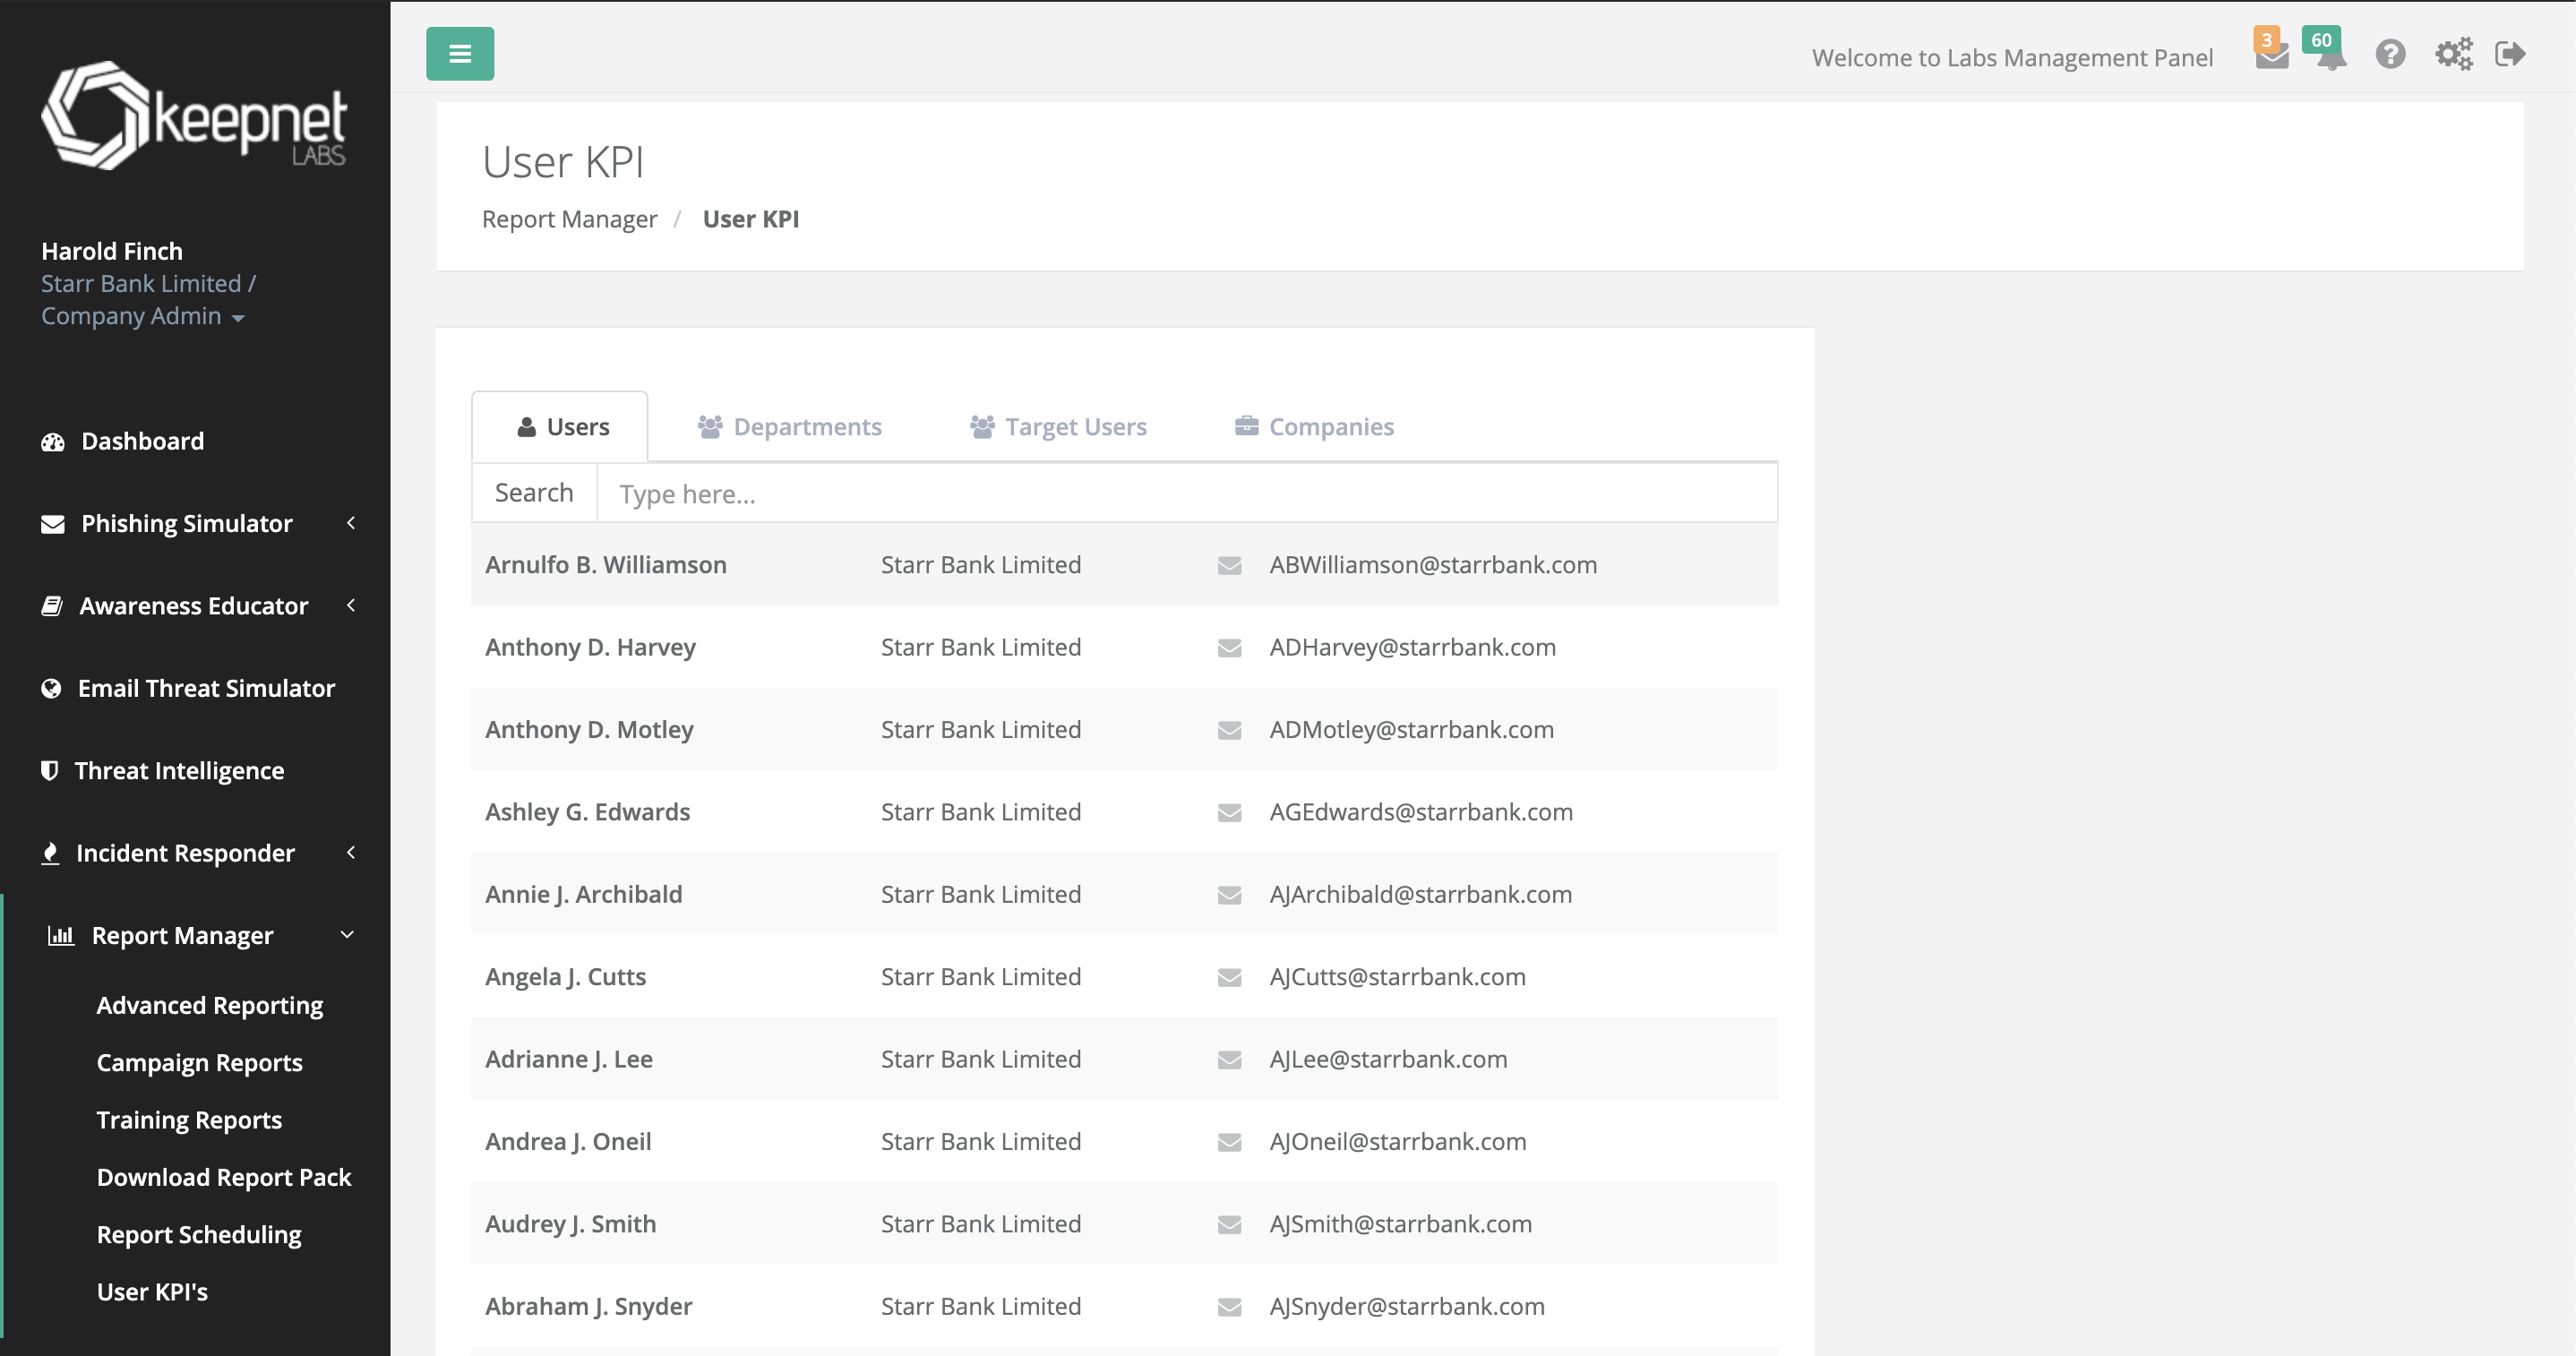 keepnet
LABS
Harold Finch
Starr Bank Limited /
Company Admin
Dashboard
Phishing Simulator
Awareness Educator
Email Threat Simulator
Threat Intelligence
Incident Responder
Report Manager
Advanced Reporting
Campaign Reports
Training Reports
Download Report Pack
Report Scheduling
User KPI's
Welcome to Labs Management Panel
3
60
User KPI
Report Manager / User KPI
Users Departments Target Users Companies
Search Type here...
Arnulfo B. Williamson Starr Bank Limited ABWilliamson@starrbank.com
Anthony D. Harvey Starr Bank Limited ADHarvey@starrbank.com
Anthony D. Motley Starr Bank Limited ADMotley@starrbank.com
Ashley G. Edwards Starr Bank Limited AGEdwards@starrbank.com
Annie J. Archibald Starr Bank Limited AJArchibald@starrbank.com
Angela J. Cutts Starr Bank Limited AJCutts@starrbank.com
Adrianne J. Lee Starr Bank Limited AJLee@starrbank.com
Andrea J. Oneil Starr Bank Limited AJOneil@starrbank.com
Audrey J. Smith Starr Bank Limited AJSmith@starrbank.com
Abraham J. Snyder Starr Bank Limited AJSnyder@starrbank.com